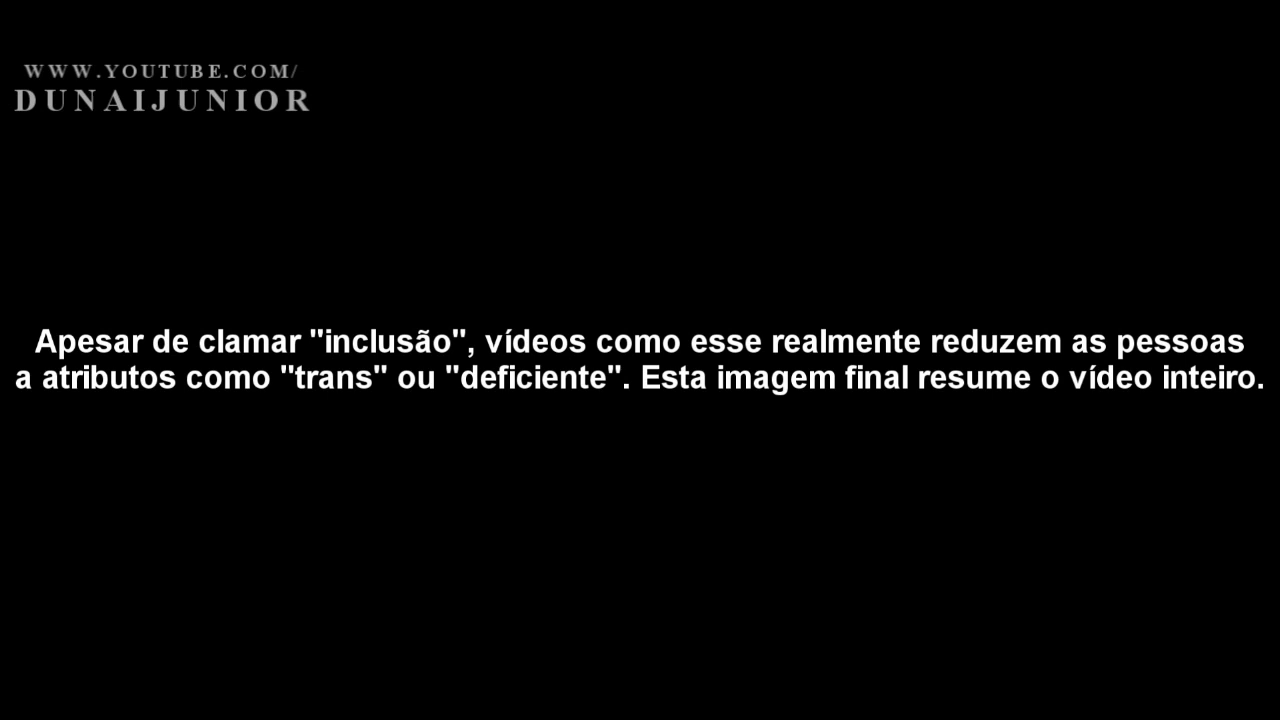 WWW.YOUTUBE.COM/
DUNAIJUNIOR
Apesar de clamar "inclusão", vídeos como esse realmente reduzem as pessoas
a atributos como "trans" ou "deficiente". Esta imagem final resume o vídeo inteiro.